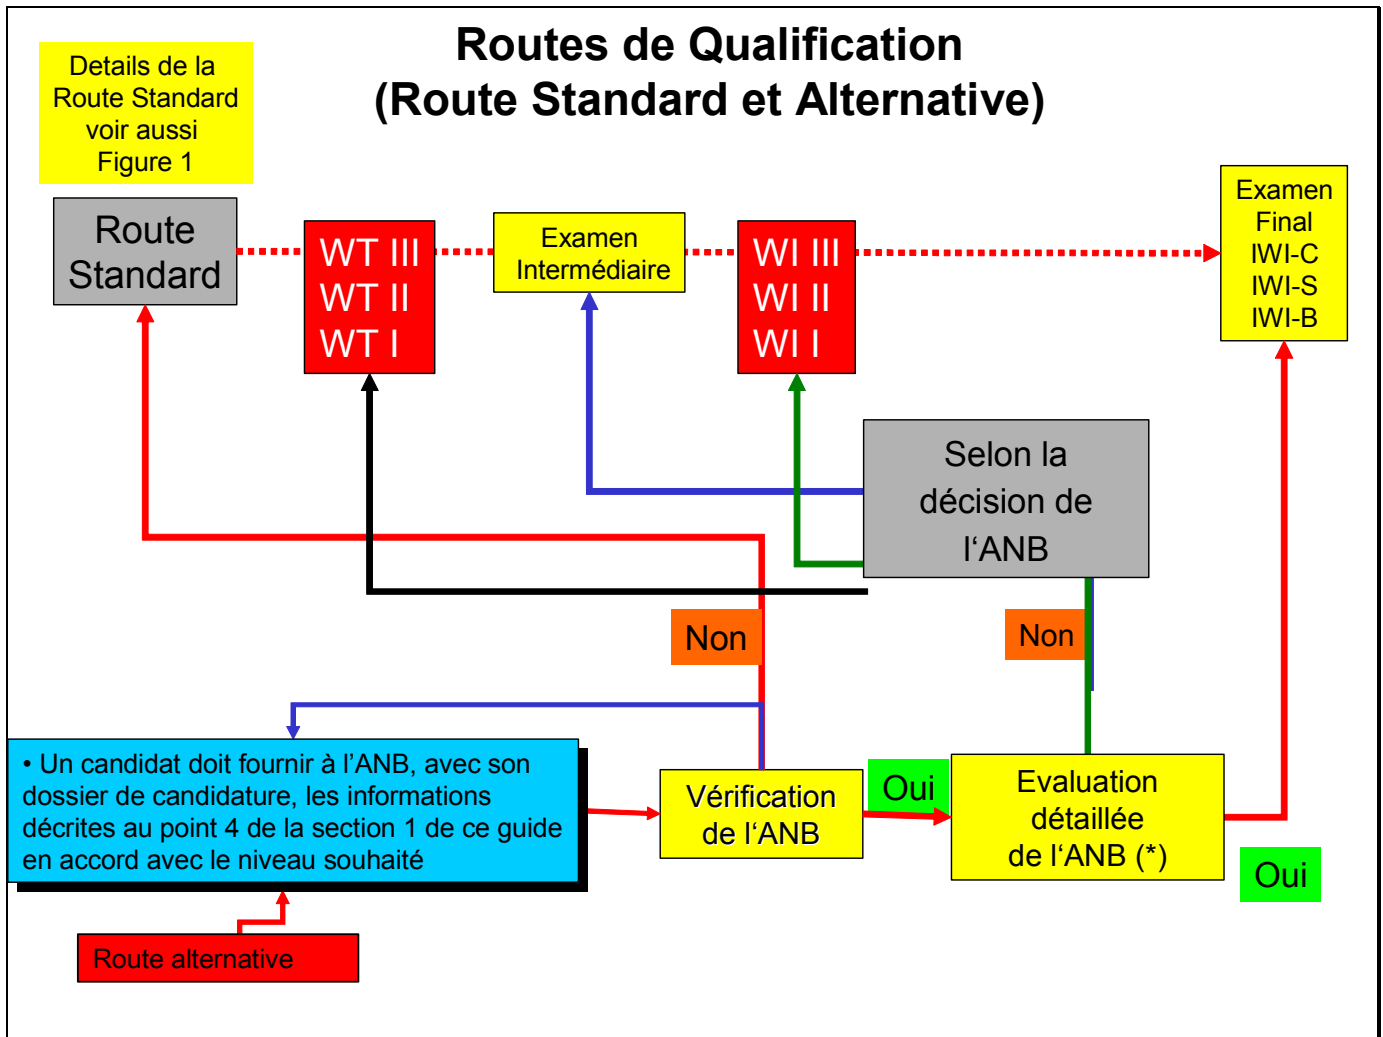 Routes de Qualification
(Route Standard et Alternative)
Details de la
Route Standard
voir aussi
Figure 1
Route
Standard
WT III
WT II
WT I
Examen
Intermédiaire
WI III
WI II
WI I
Examen
Final
IWI-C
IWI-S
IWI-B
Selon la
décision de
l‘ANB
Non
Non
• Un candidat doit fournir à l’ANB, avec son
dossier de candidature, les informations
décrites au point 4 de la section 1 de ce guide
en accord avec le niveau souhaité
Vérification
de l‘ANB
Oui
Evaluation
détaillée
de l‘ANB (*)
Oui
Route alternative